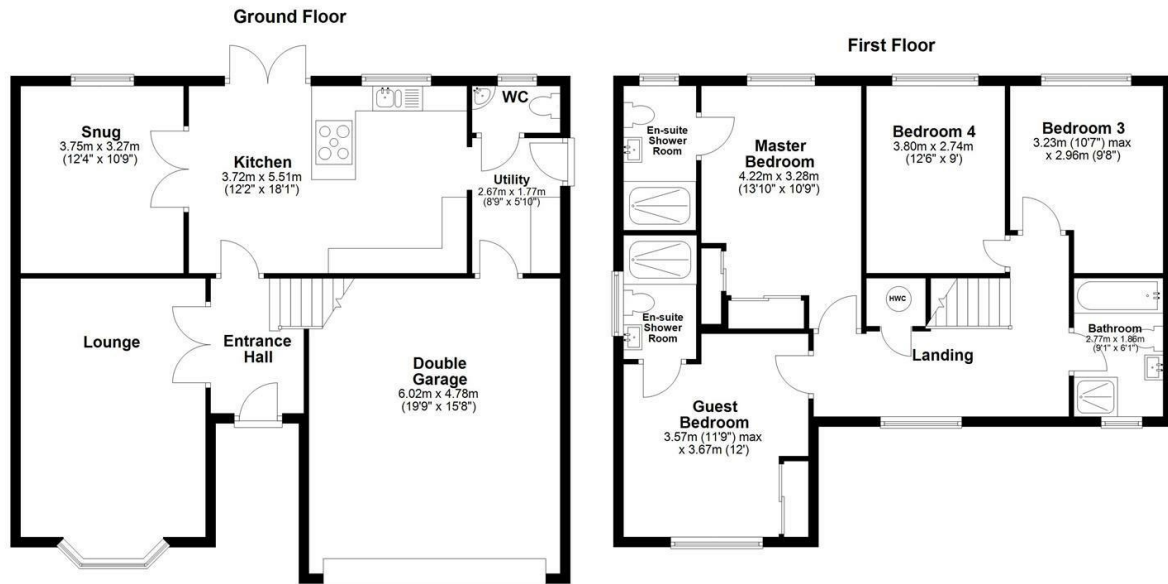 Ground Floor
Snug
3.75m x 3.27m
(12'4" x 10'9")
Kitchen
3.72m x 5.51m
(12'2" x 18'1")
WC
Utility
2.67m x 1.77m
(8'9" x 5'10")
Lounge
Entrance
Hall
Double
Garage
6.02m x 4.78m
(19'9" x 15'8")
First Floor
En-suite
Shower
Room
Master
Bedroom
4.22m x 3.28m
(13'10" x 10'9")
Bedroom 4
3.80m x 2.74m
(12'6" x 9')
Bedroom 3
3.23m (10'7") max
x 2.96m (9'8")
En-suite
Shower
Room
HWC
Landing
Bathroom
2.77m x 1.86m
(9'1" x 6'1")
Guest
Bedroom
3.57m (11'9") max
x 3.67m (12')